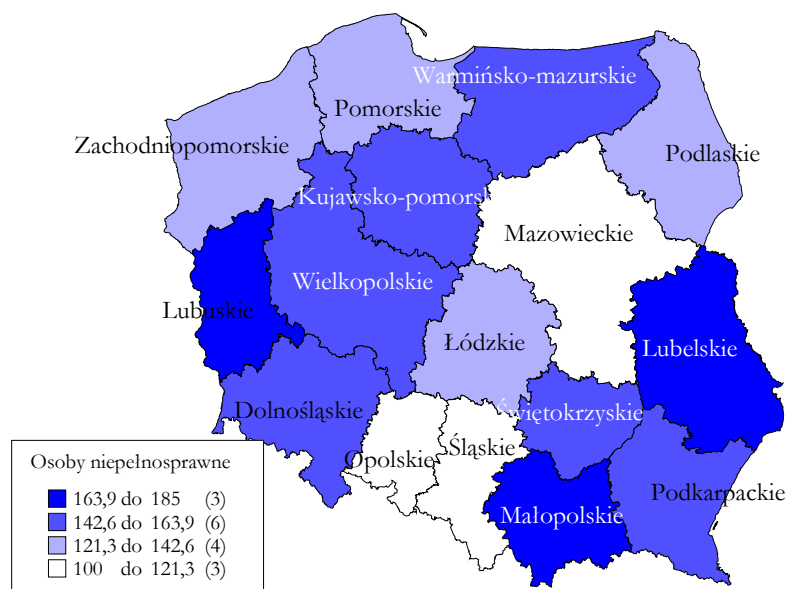 Warmińsko-mazurskie
Pomorskie
Zachodniopomorskie
Podlaskie
Kujawsko-pomorsk
Mazowieckie
Wielkopolskie
Lubuskie
Łódzkie
Lubelskie
Dolnośląskie
Świętokrzyskie
Opolskie
Śląskie
Podkarpackie
Małopolskie
Osoby niepełnosprawne
163,9 do 185 (3)
142,6 do 163,9 (6)
121,3 do 142,6 (4)
100 do 121,3 (3)